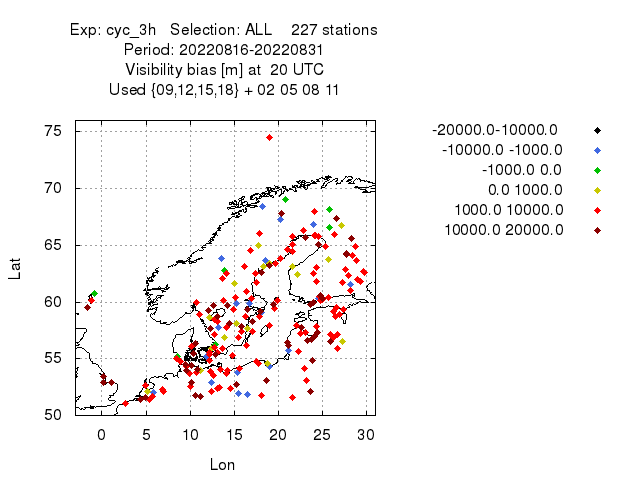 Exp: cyc_3h   Selection: ALL    227 stations
Period: 20220816-20220831
Visibility bias [m] at  20 UTC
Used {09,12,15,18} + 02 05 08 11
-20000.0-10000.0
-10000.0 -1000.0
-1000.0 0.0
0.0 1000.0
1000.0 10000.0
10000.0 20000.0
Lat
75
70
65
60
55
50
0 5 10 15 20 25 30
Lon